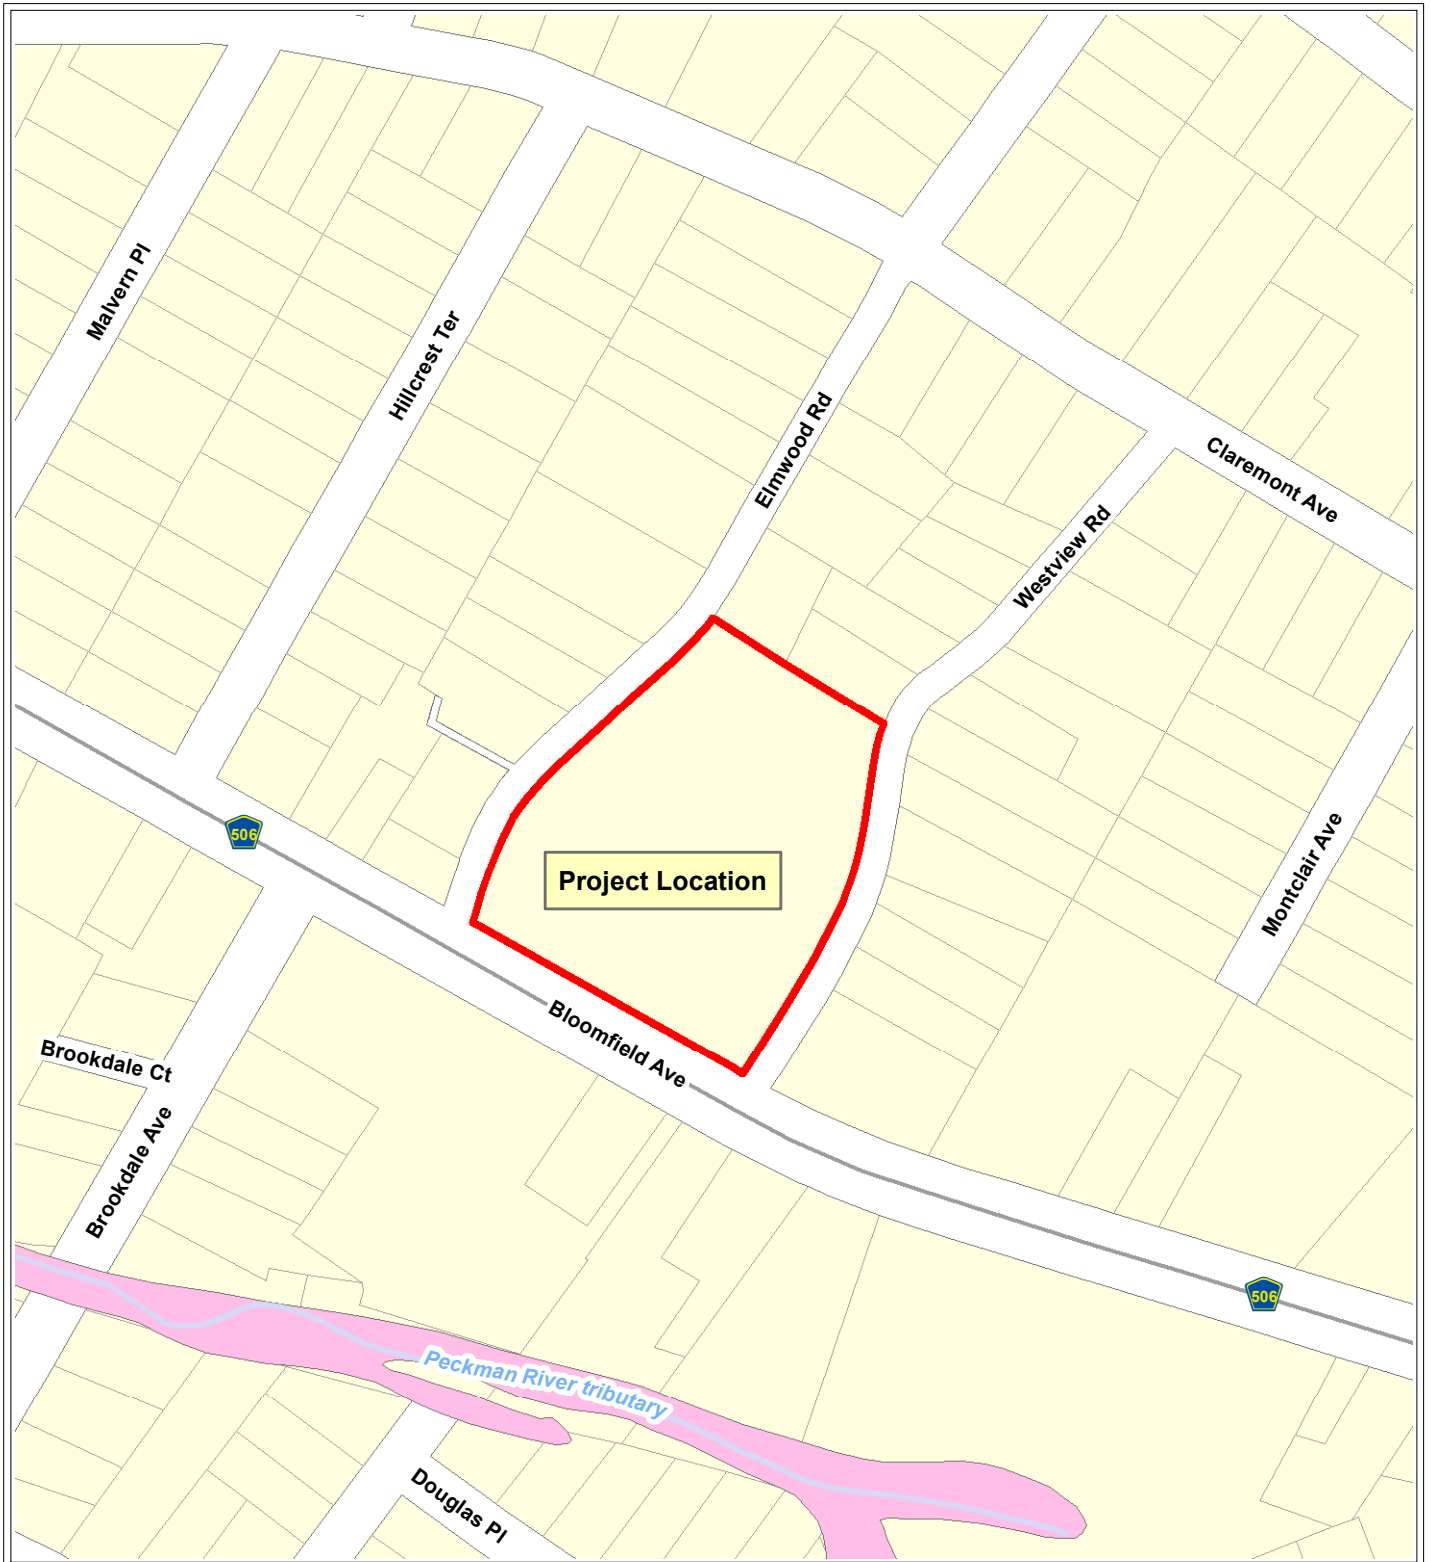 Malvern Pl
Hillcrest Ter
Elmwood Rd
Claremont Ave
Westview Rd
506
Project Location
Montclair Ave
Bloomfield Ave
Brookdale Ct
Brookdale Ave
506
Peckman River tributary
Douglas Pl